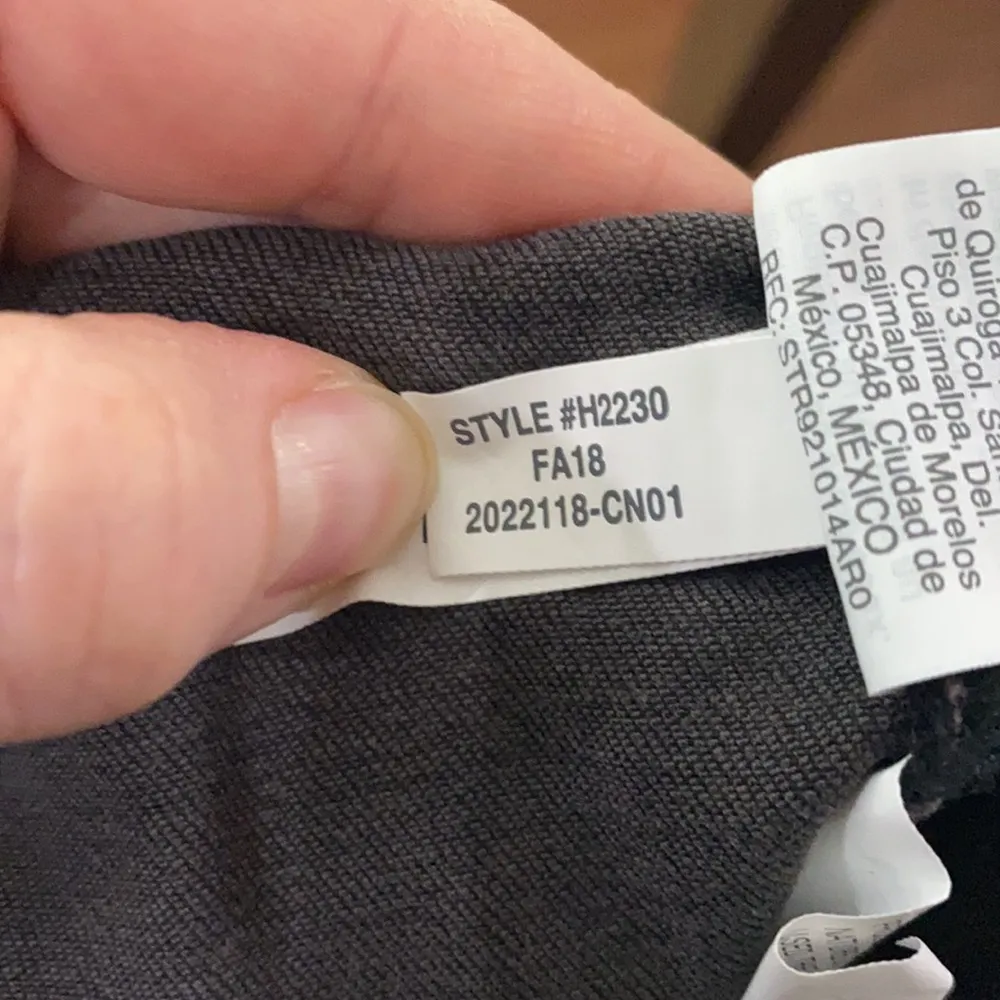 STYLE #H2230
FA18
2022118-CN01
de Quiroga
Piso 3 Col.
Cuajimalpa, Del.
Cuajimalpa de Morelos
C.P. 05348, Ciudad de
México, MÉXICO
RFC: STR921014AR0